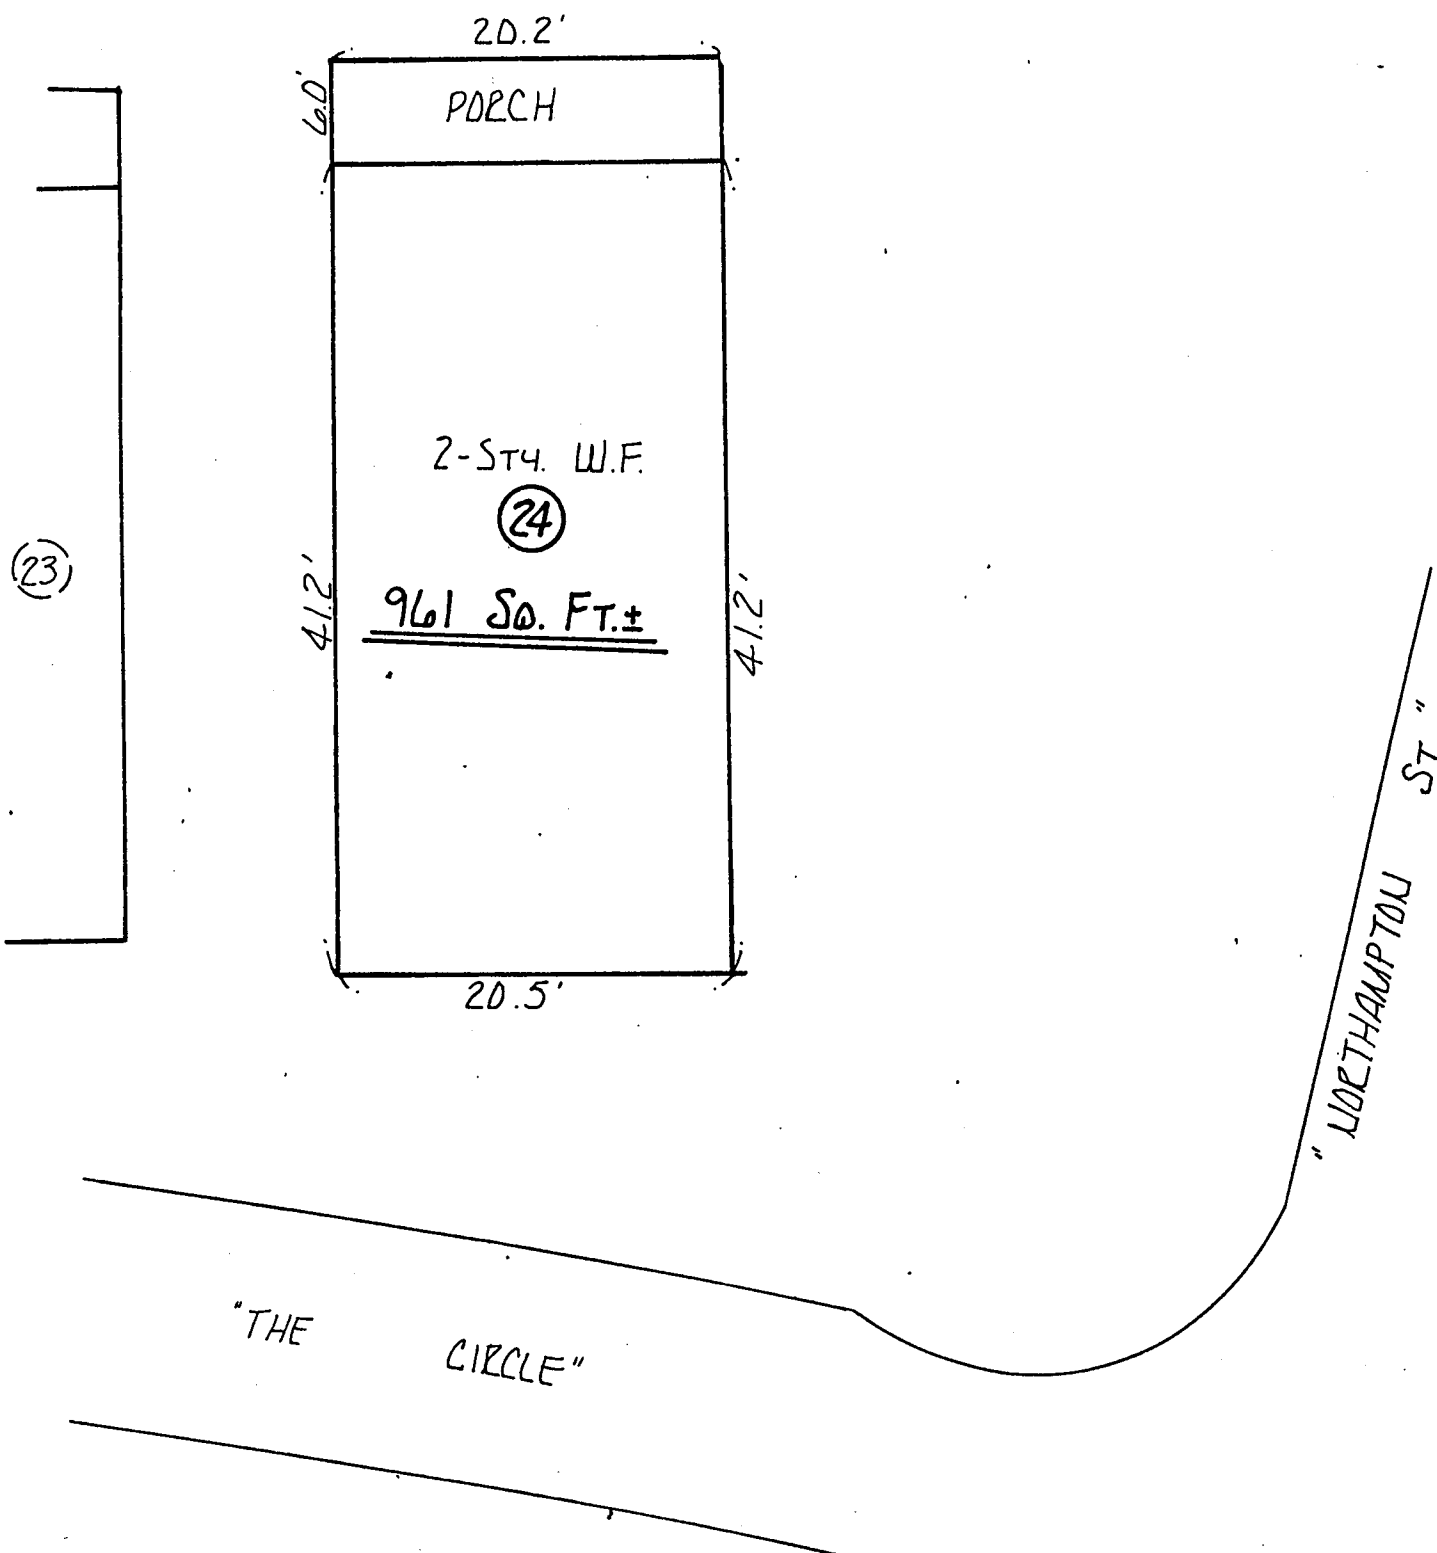 20.2'
6.0'
PORCH
2-STY. W.F.
24
23
961 SQ. FT.±
41.2'
41.2'
20.5'
"NORTHAMPTON ST"
"THE CIRCLE"